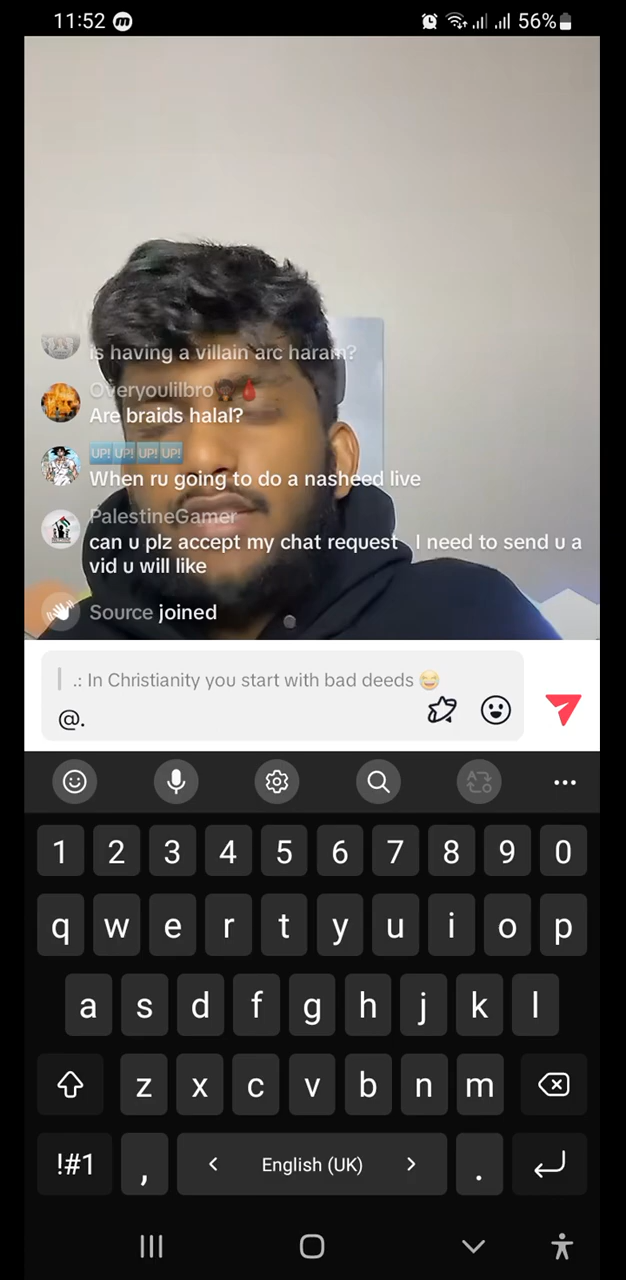 11:52
56%
is having a villain arc haram?
Overyoulilbro
Are braids halal?
UP! UP! UP! UP!
When ru going to do a nasheed live
PalestineGamer
can u plz accept my chat request I need to send u a
vid u will like
Source joined
.: In Christianity you start with bad deeds 😂
@.
1 2 3 4 5 6 7 8 9 0
q w e r t y u i o p
a s d f g h j k l
z x c v b n m
!#1 , < English (UK) > .